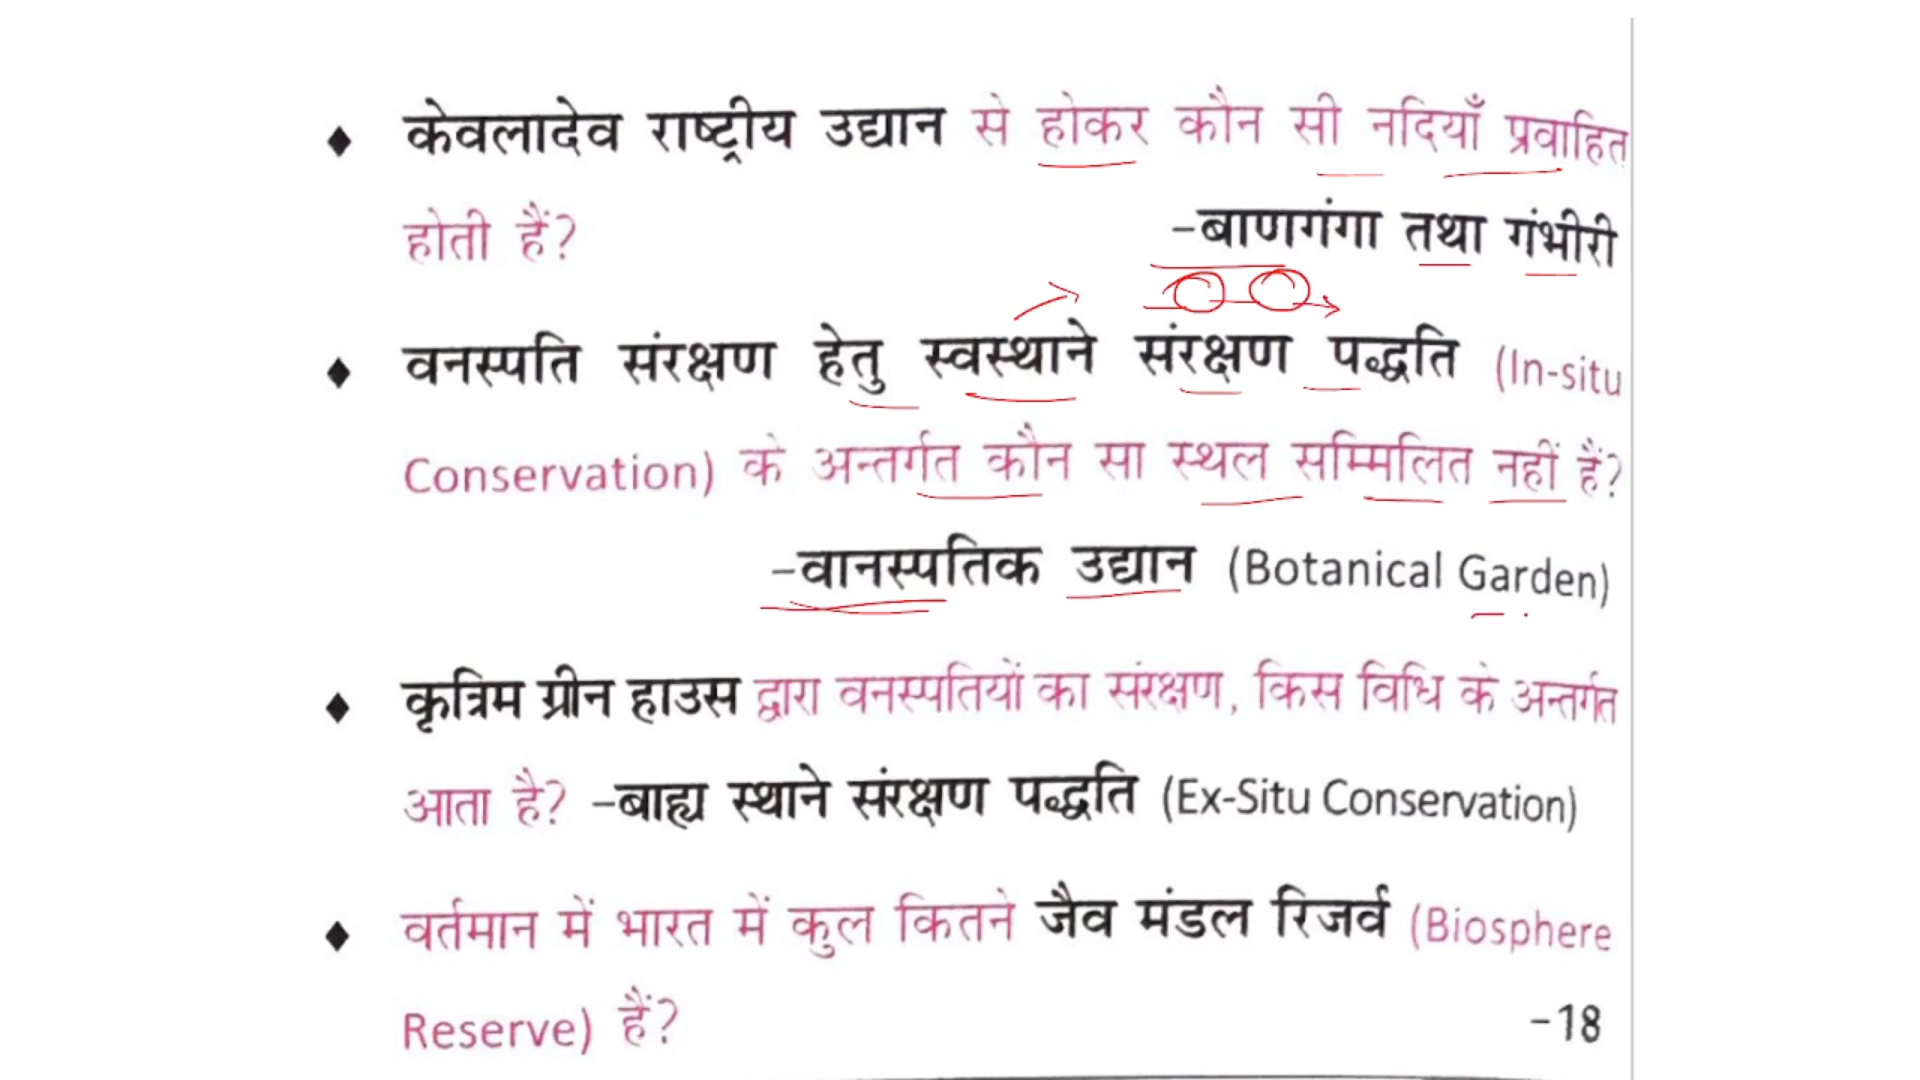 ♦ केवलादेव राष्ट्रीय उद्यान से होकर कौन सी नदियाँ प्रवाहित
होती हैं? -बाणगंगा तथा गंभीरी
♦ वनस्पति संरक्षण हेतु स्वस्थाने संरक्षण पद्धति (In-situ
Conservation) के अन्तर्गत कौन सा स्थल सम्मिलित नहीं हैं?
-वानस्पतिक उद्यान (Botanical Garden)
♦ कृत्रिम ग्रीन हाउस द्वारा वनस्पतियों का संरक्षण, किस विधि के अन्तर्गत
आता है? -बाह्य स्थाने संरक्षण पद्धति (Ex-Situ Conservation)
♦ वर्तमान में भारत में कुल कितने जैव मंडल रिजर्व (Biosphere
Reserve) हैं? -18